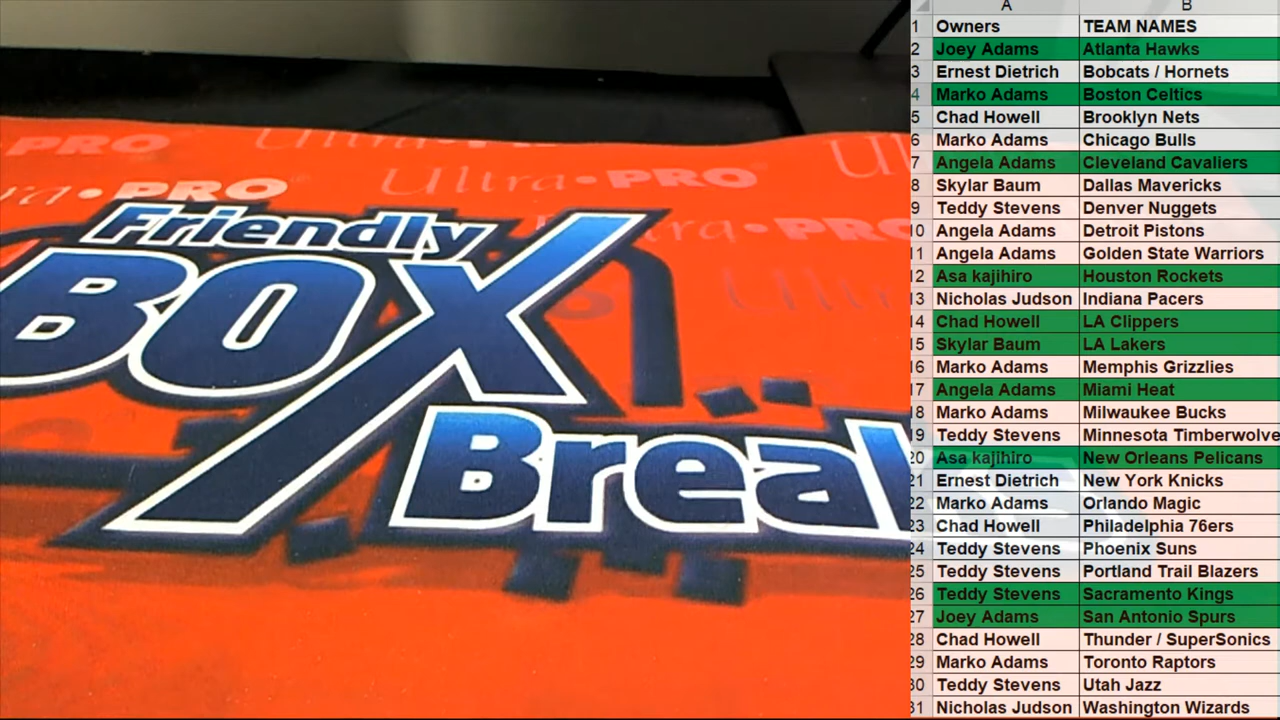 Ultra•PRO
PRO
Ultra•PRO
PRO
Friendly
BOX
Brea
A B
1 Owners TEAM NAMES
2 Joey Adams Atlanta Hawks
3 Ernest Dietrich Bobcats / Hornets
4 Marko Adams Boston Celtics
5 Chad Howell Brooklyn Nets
6 Marko Adams Chicago Bulls
7 Angela Adams Cleveland Cavaliers
8 Skylar Baum Dallas Mavericks
9 Teddy Stevens Denver Nuggets
10 Angela Adams Detroit Pistons
11 Angela Adams Golden State Warriors
12 Asa kajihiro Houston Rockets
13 Nicholas Judson Indiana Pacers
14 Chad Howell LA Clippers
15 Skylar Baum LA Lakers
16 Marko Adams Memphis Grizzlies
17 Angela Adams Miami Heat
18 Marko Adams Milwaukee Bucks
19 Teddy Stevens Minnesota Timberwolve
20 Asa kajihiro New Orleans Pelicans
21 Ernest Dietrich New York Knicks
22 Marko Adams Orlando Magic
23 Chad Howell Philadelphia 76ers
24 Teddy Stevens Phoenix Suns
25 Teddy Stevens Portland Trail Blazers
26 Teddy Stevens Sacramento Kings
27 Joey Adams San Antonio Spurs
28 Chad Howell Thunder / SuperSonics
29 Marko Adams Toronto Raptors
30 Teddy Stevens Utah Jazz
31 Nicholas Judson Washington Wizards